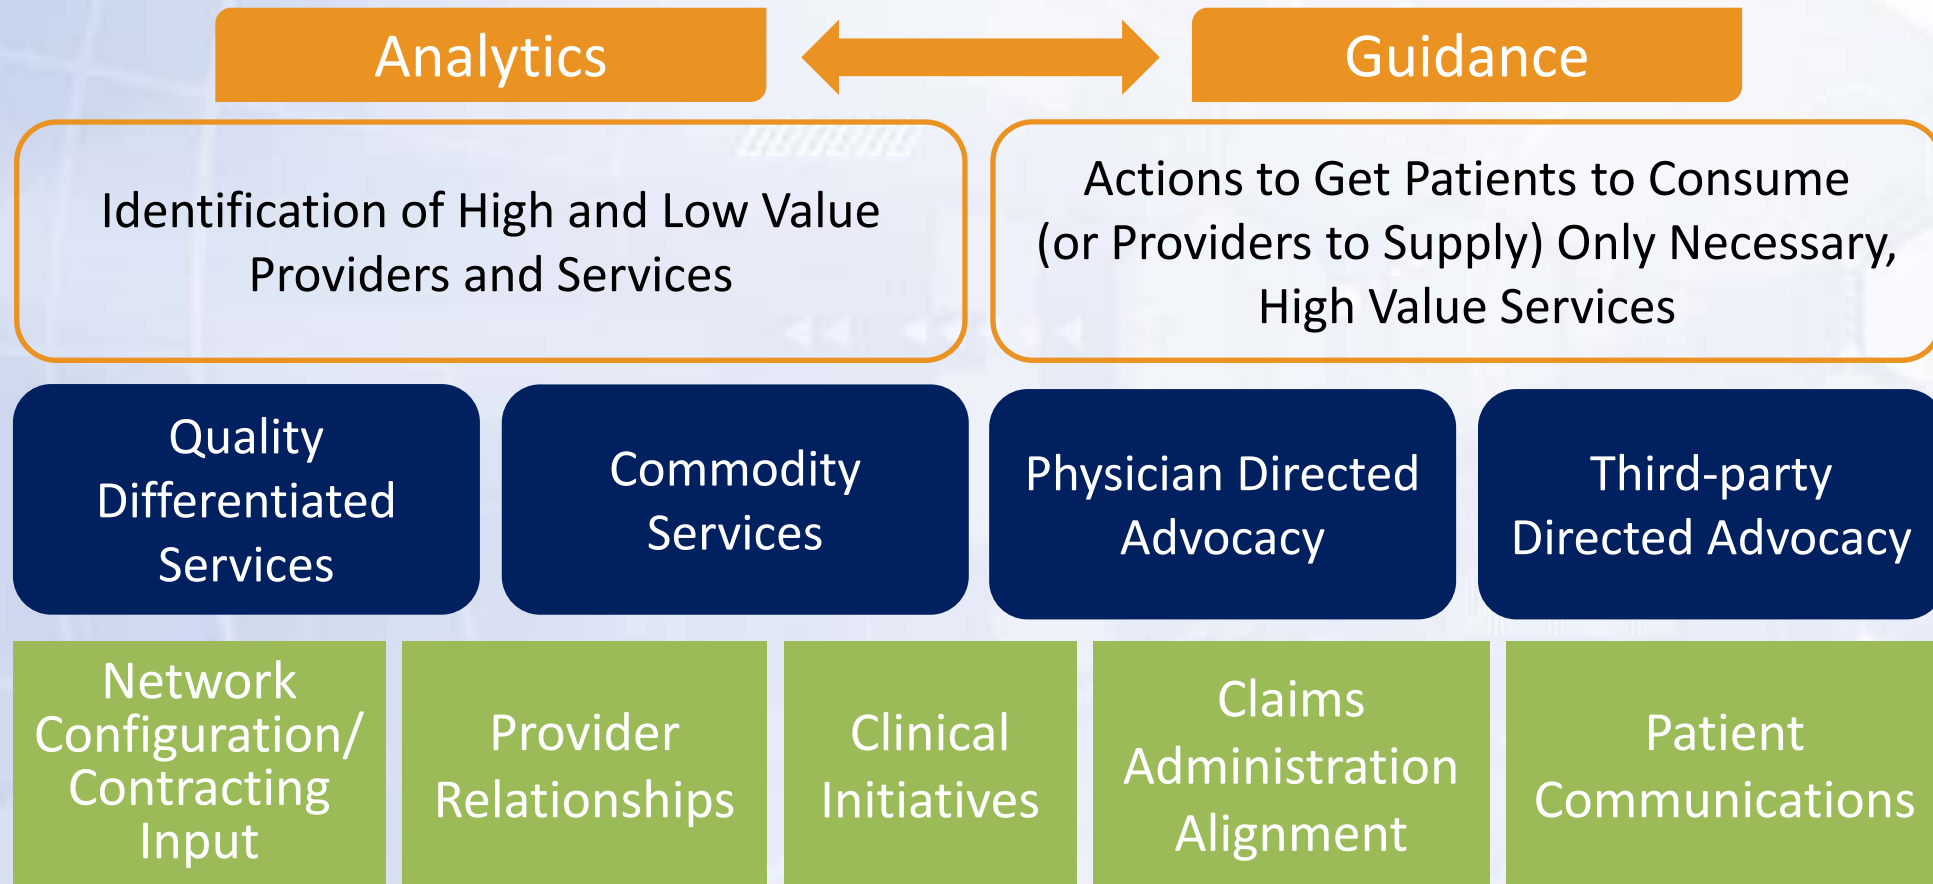 Analytics
Guidance
Identification of High and Low Value
Providers and Services
Actions to Get Patients to Consume
(or Providers to Supply) Only Necessary,
High Value Services
Quality
Differentiated
Services
Commodity
Services
Physician Directed
Advocacy
Third-party
Directed Advocacy
Network
Configuration/
Contracting
Input
Provider
Relationships
Clinical
Initiatives
Claims
Administration
Alignment
Patient
Communications